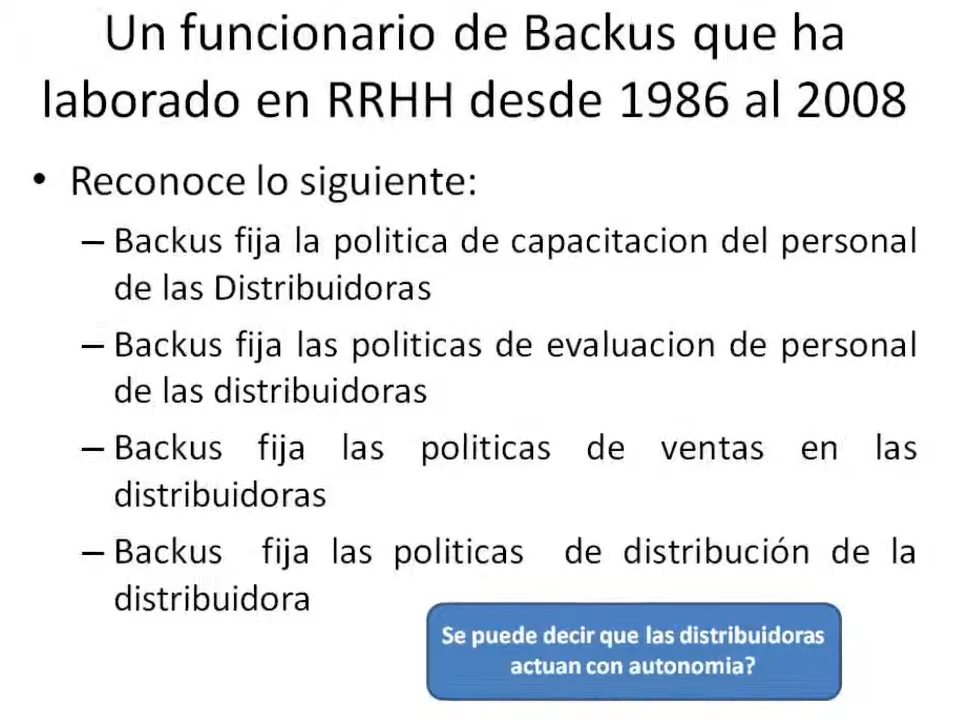 Un funcionario de Backus que ha
laborado en RRHH desde 1986 al 2008
• Reconoce lo siguiente:
– Backus fija la politica de capacitacion del personal
de las Distribuidoras
– Backus fija las politicas de evaluacion de personal
de las distribuidoras
– Backus fija las politicas de ventas en las
distribuidoras
– Backus fija las politicas de distribución de la
distribuidora
Se puede decir que las distribuidoras
actuan con autonomia?